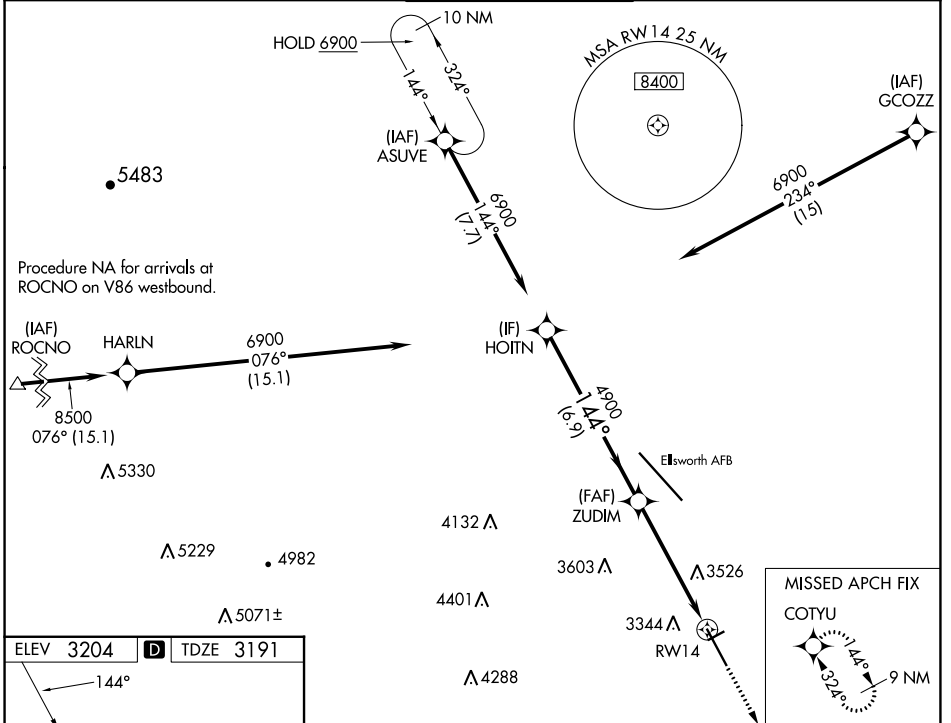 10 NM
HOLD 6900
144°
324°
(IAF)
ASUVE
MSA RW14 25 NM
8400
(IAF)
GCOZZ
6900
234°
(15)
5483
6900
144°
(7.7)
Procedure NA for arrivals at
ROCNO on V86 westbound.
(IAF)
ROCNO
HARLN
6900
076°
(15.1)
8500
076° (15.1)
(IF)
HOITN
4900
144°
(6.9)
Ellsworth AFB
(FAF)
ZUDIM
5330
5229
4982
5071±
4132
4401
4288
3603
3526
3344
RW14
MISSED APCH FIX
COTYU
144°
324°
9 NM
ELEV 3204 D TDZE 3191
144°